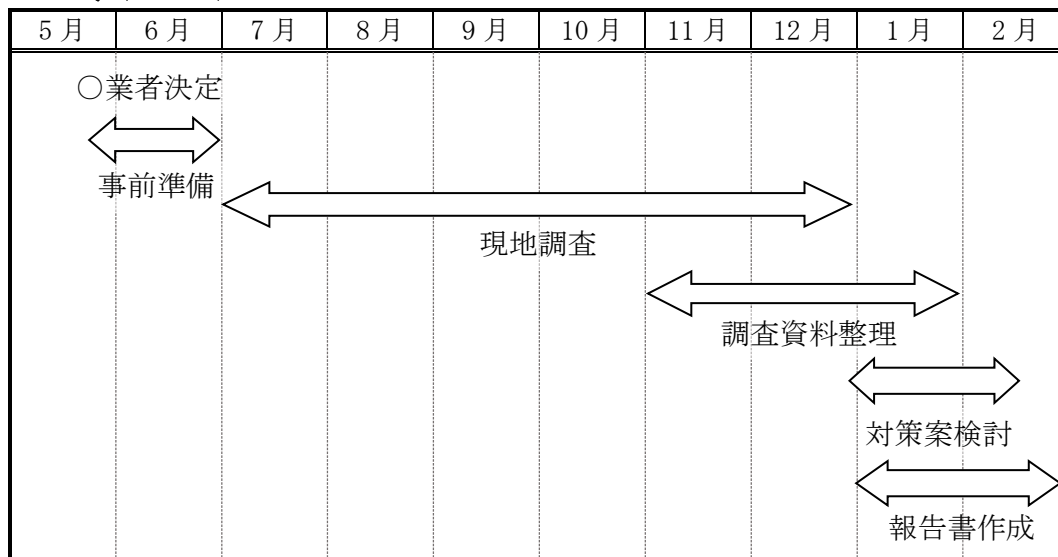 5月 6月 7月 8月 9月 10月 11月 12月 1月 2月
○業者決定
事前準備
現地調査
調査資料整理
対策案検討
報告書作成